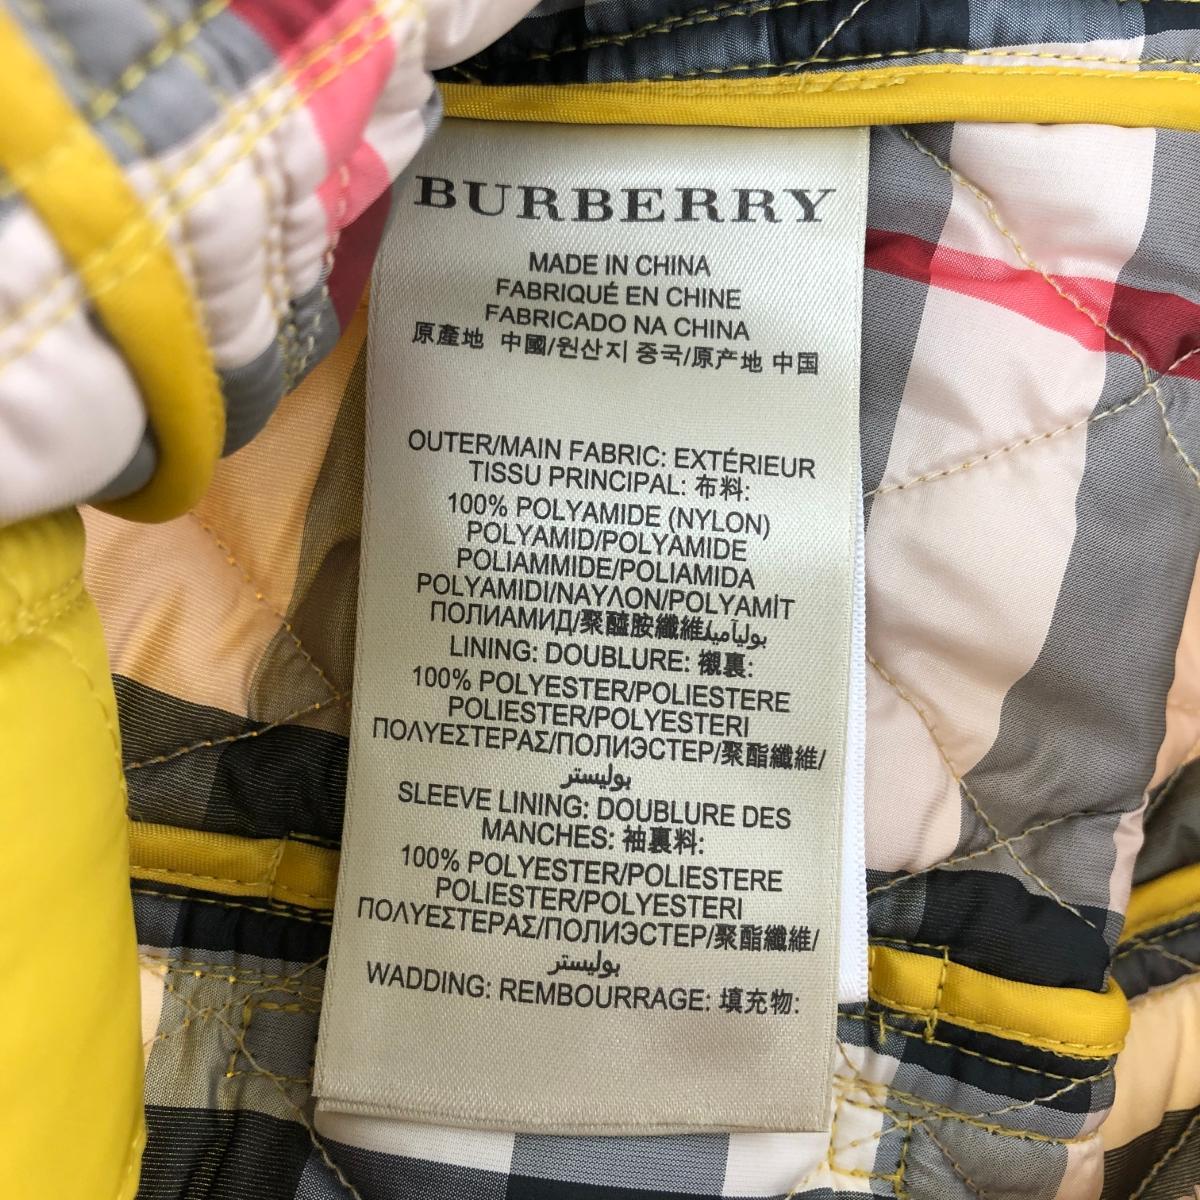 BURBERRY
MADE IN CHINA
FABRIQUÉ EN CHINE
FABRICADO NA CHINA
原產地 中國/원산지 중국/原产地 中国
OUTER/MAIN FABRIC: EXTÉRIEUR
TISSU PRINCIPAL: 布料:
100% POLYAMIDE (NYLON)
POLYAMID/POLYAMIDE
POLIAMMIDE/POLIAMIDA
POLYAMIDI/ΝΑΥΛΟΝ/POLYAMİT
ПОЛИАМИД/聚醯胺纖維/بوليآميد
LINING: DOUBLURE: 襯裏:
100% POLYESTER/POLIESTERE
POLIESTER/POLYESTERI
ΠΟΛΥΕΣΤΕΡΑΣ/ПОЛИЭСТЕР/聚酯纖維/
بوليستر
SLEEVE LINING: DOUBLURE DES
MANCHES: 袖裏料:
100% POLYESTER/POLIESTERE
POLIESTER/POLYESTERI
ΠΟΛΥΕΣΤΕΡΑΣ/ПОЛИЭСТЕР/聚酯纖維/
بوليستر
WADDING: REMBOURRAGE: 填充物: